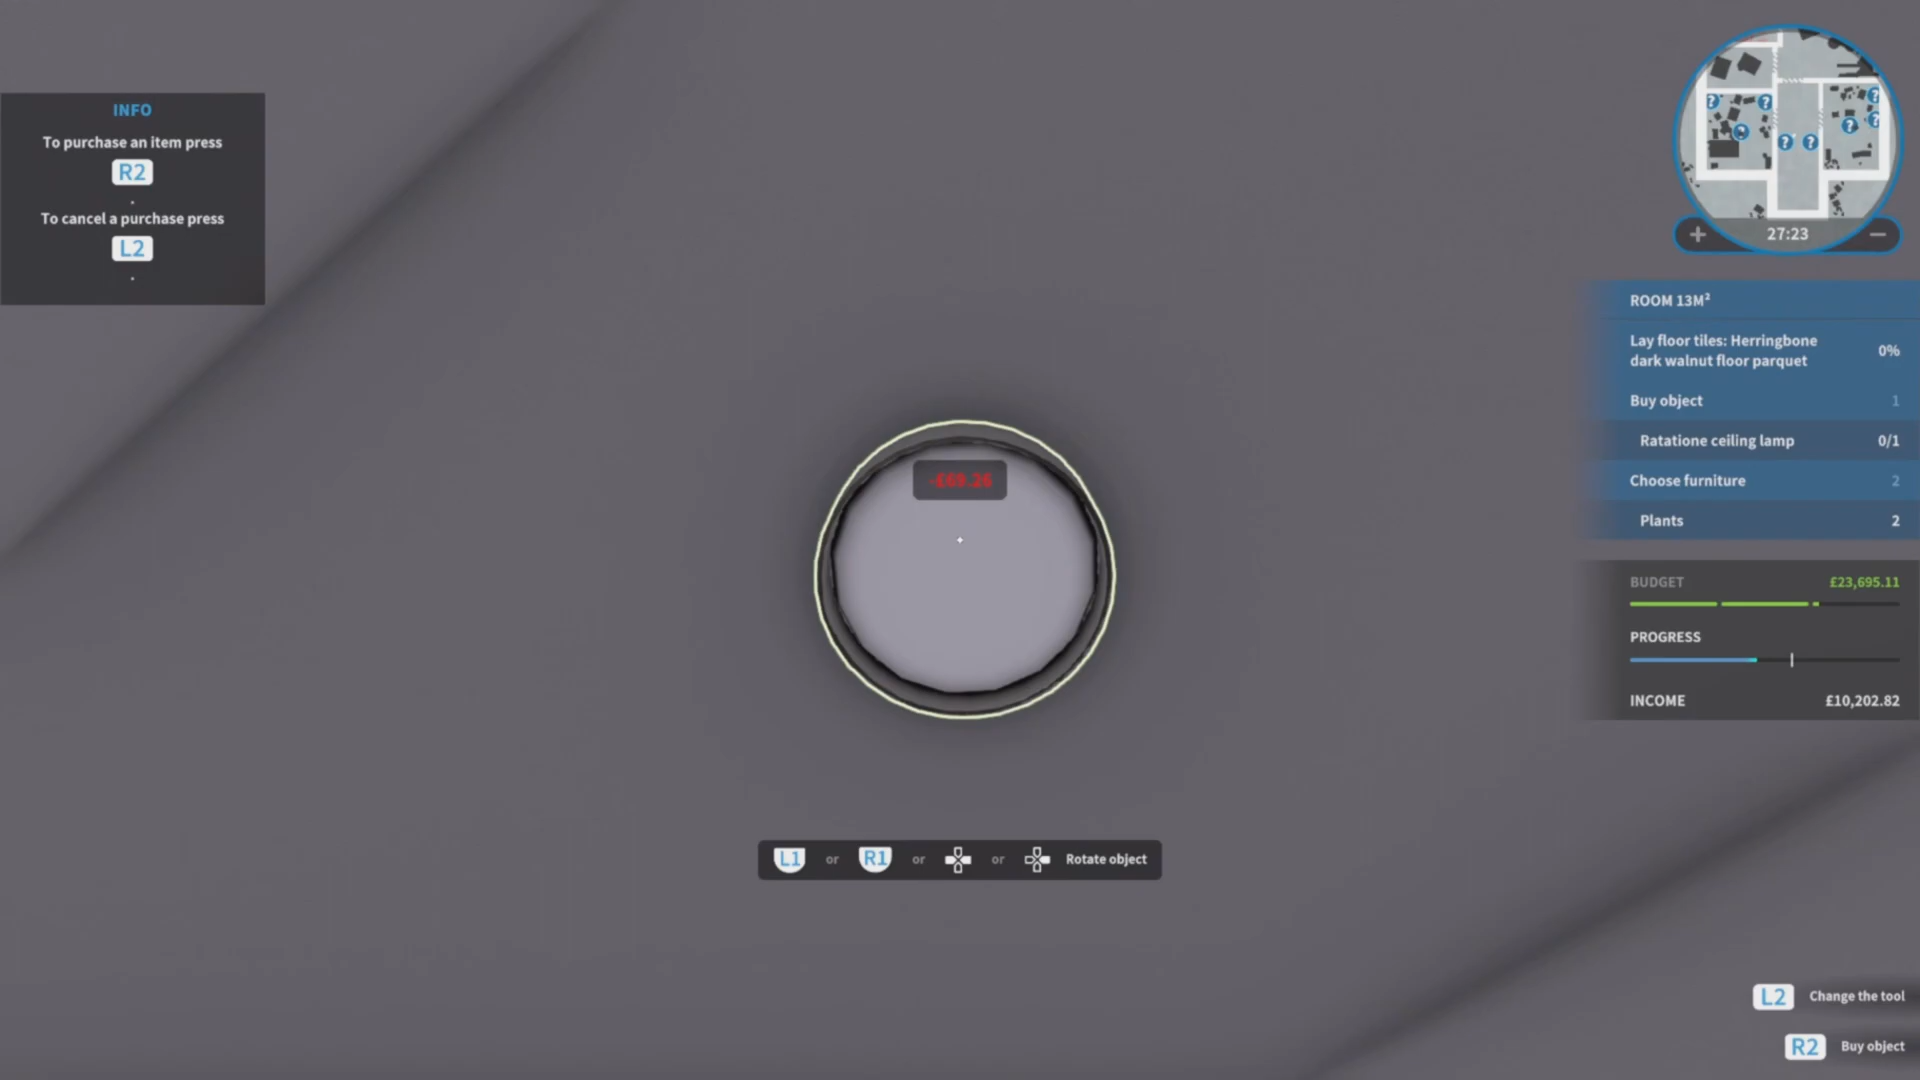 INFO
To purchase an item press
R2
.
To cancel a purchase press
L2
.
-£69.26
L1 or R1 or or Rotate object
27:23
ROOM 13M²
Lay floor tiles: Herringbone
dark walnut floor parquet
0%
Buy object 1
Ratatione ceiling lamp 0/1
Choose furniture 2
Plants 2
BUDGET £23,695.11
PROGRESS
INCOME £10,202.82
L2 Change the tool
R2 Buy object